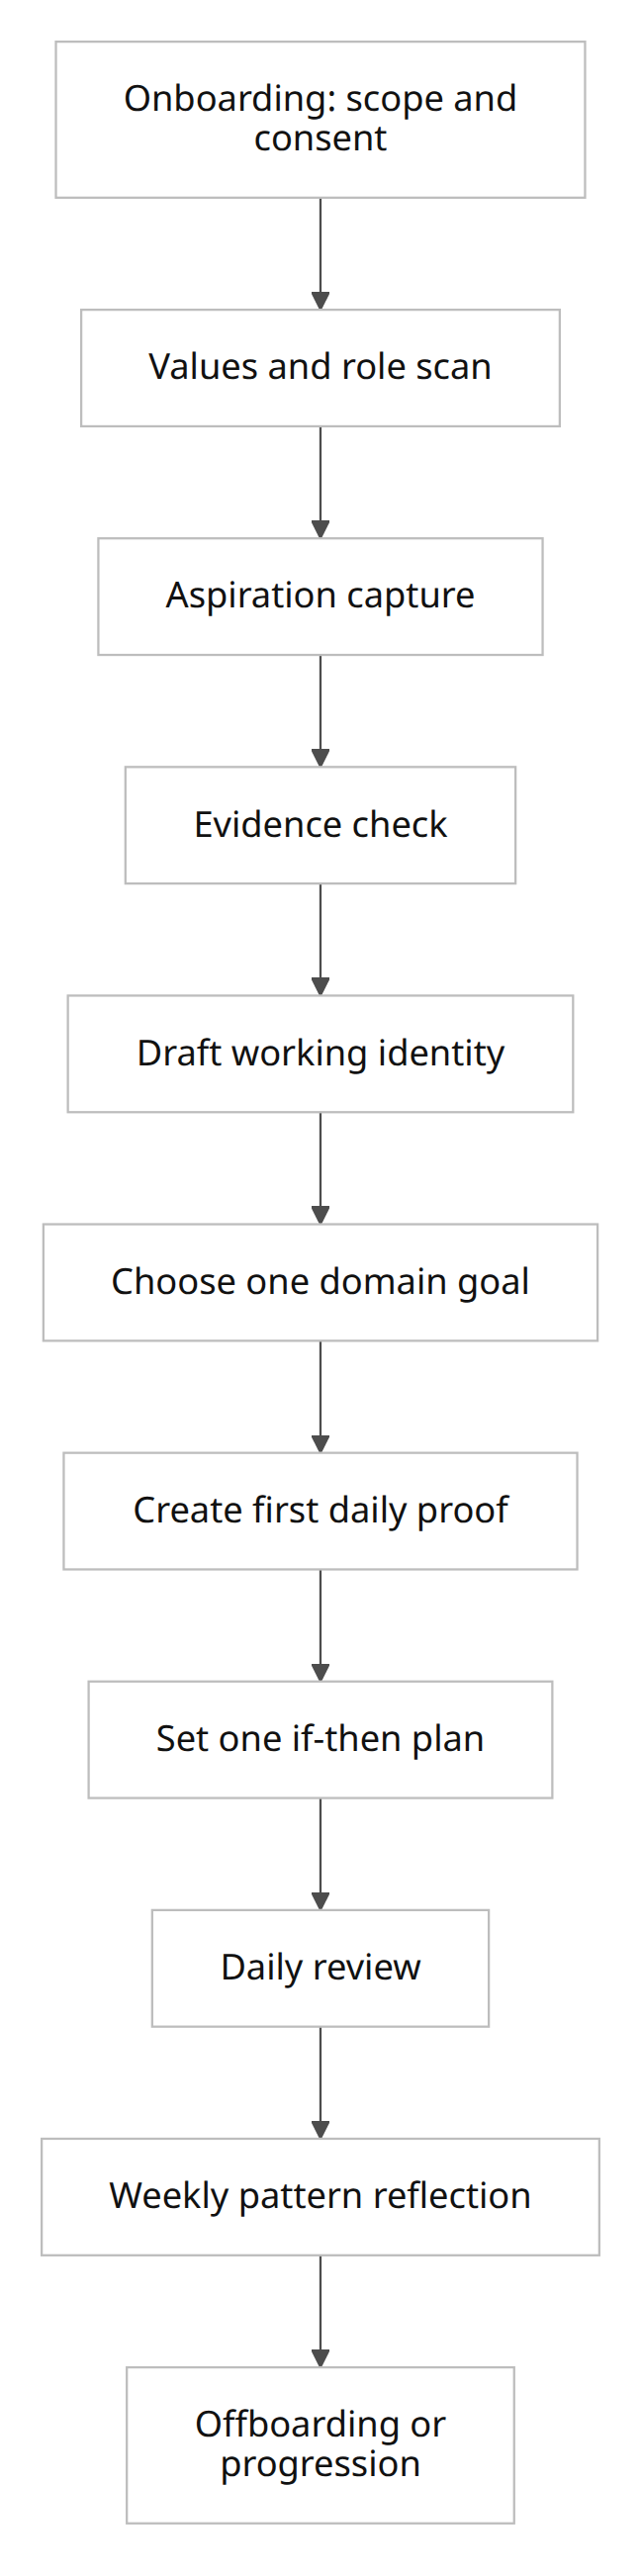 Onboarding: scope and
consent
Values and role scan
Aspiration capture
Evidence check
Draft working identity
Choose one domain goal
Create first daily proof
Set one if-then plan
Daily review
Weekly pattern reflection
Offboarding or
progression